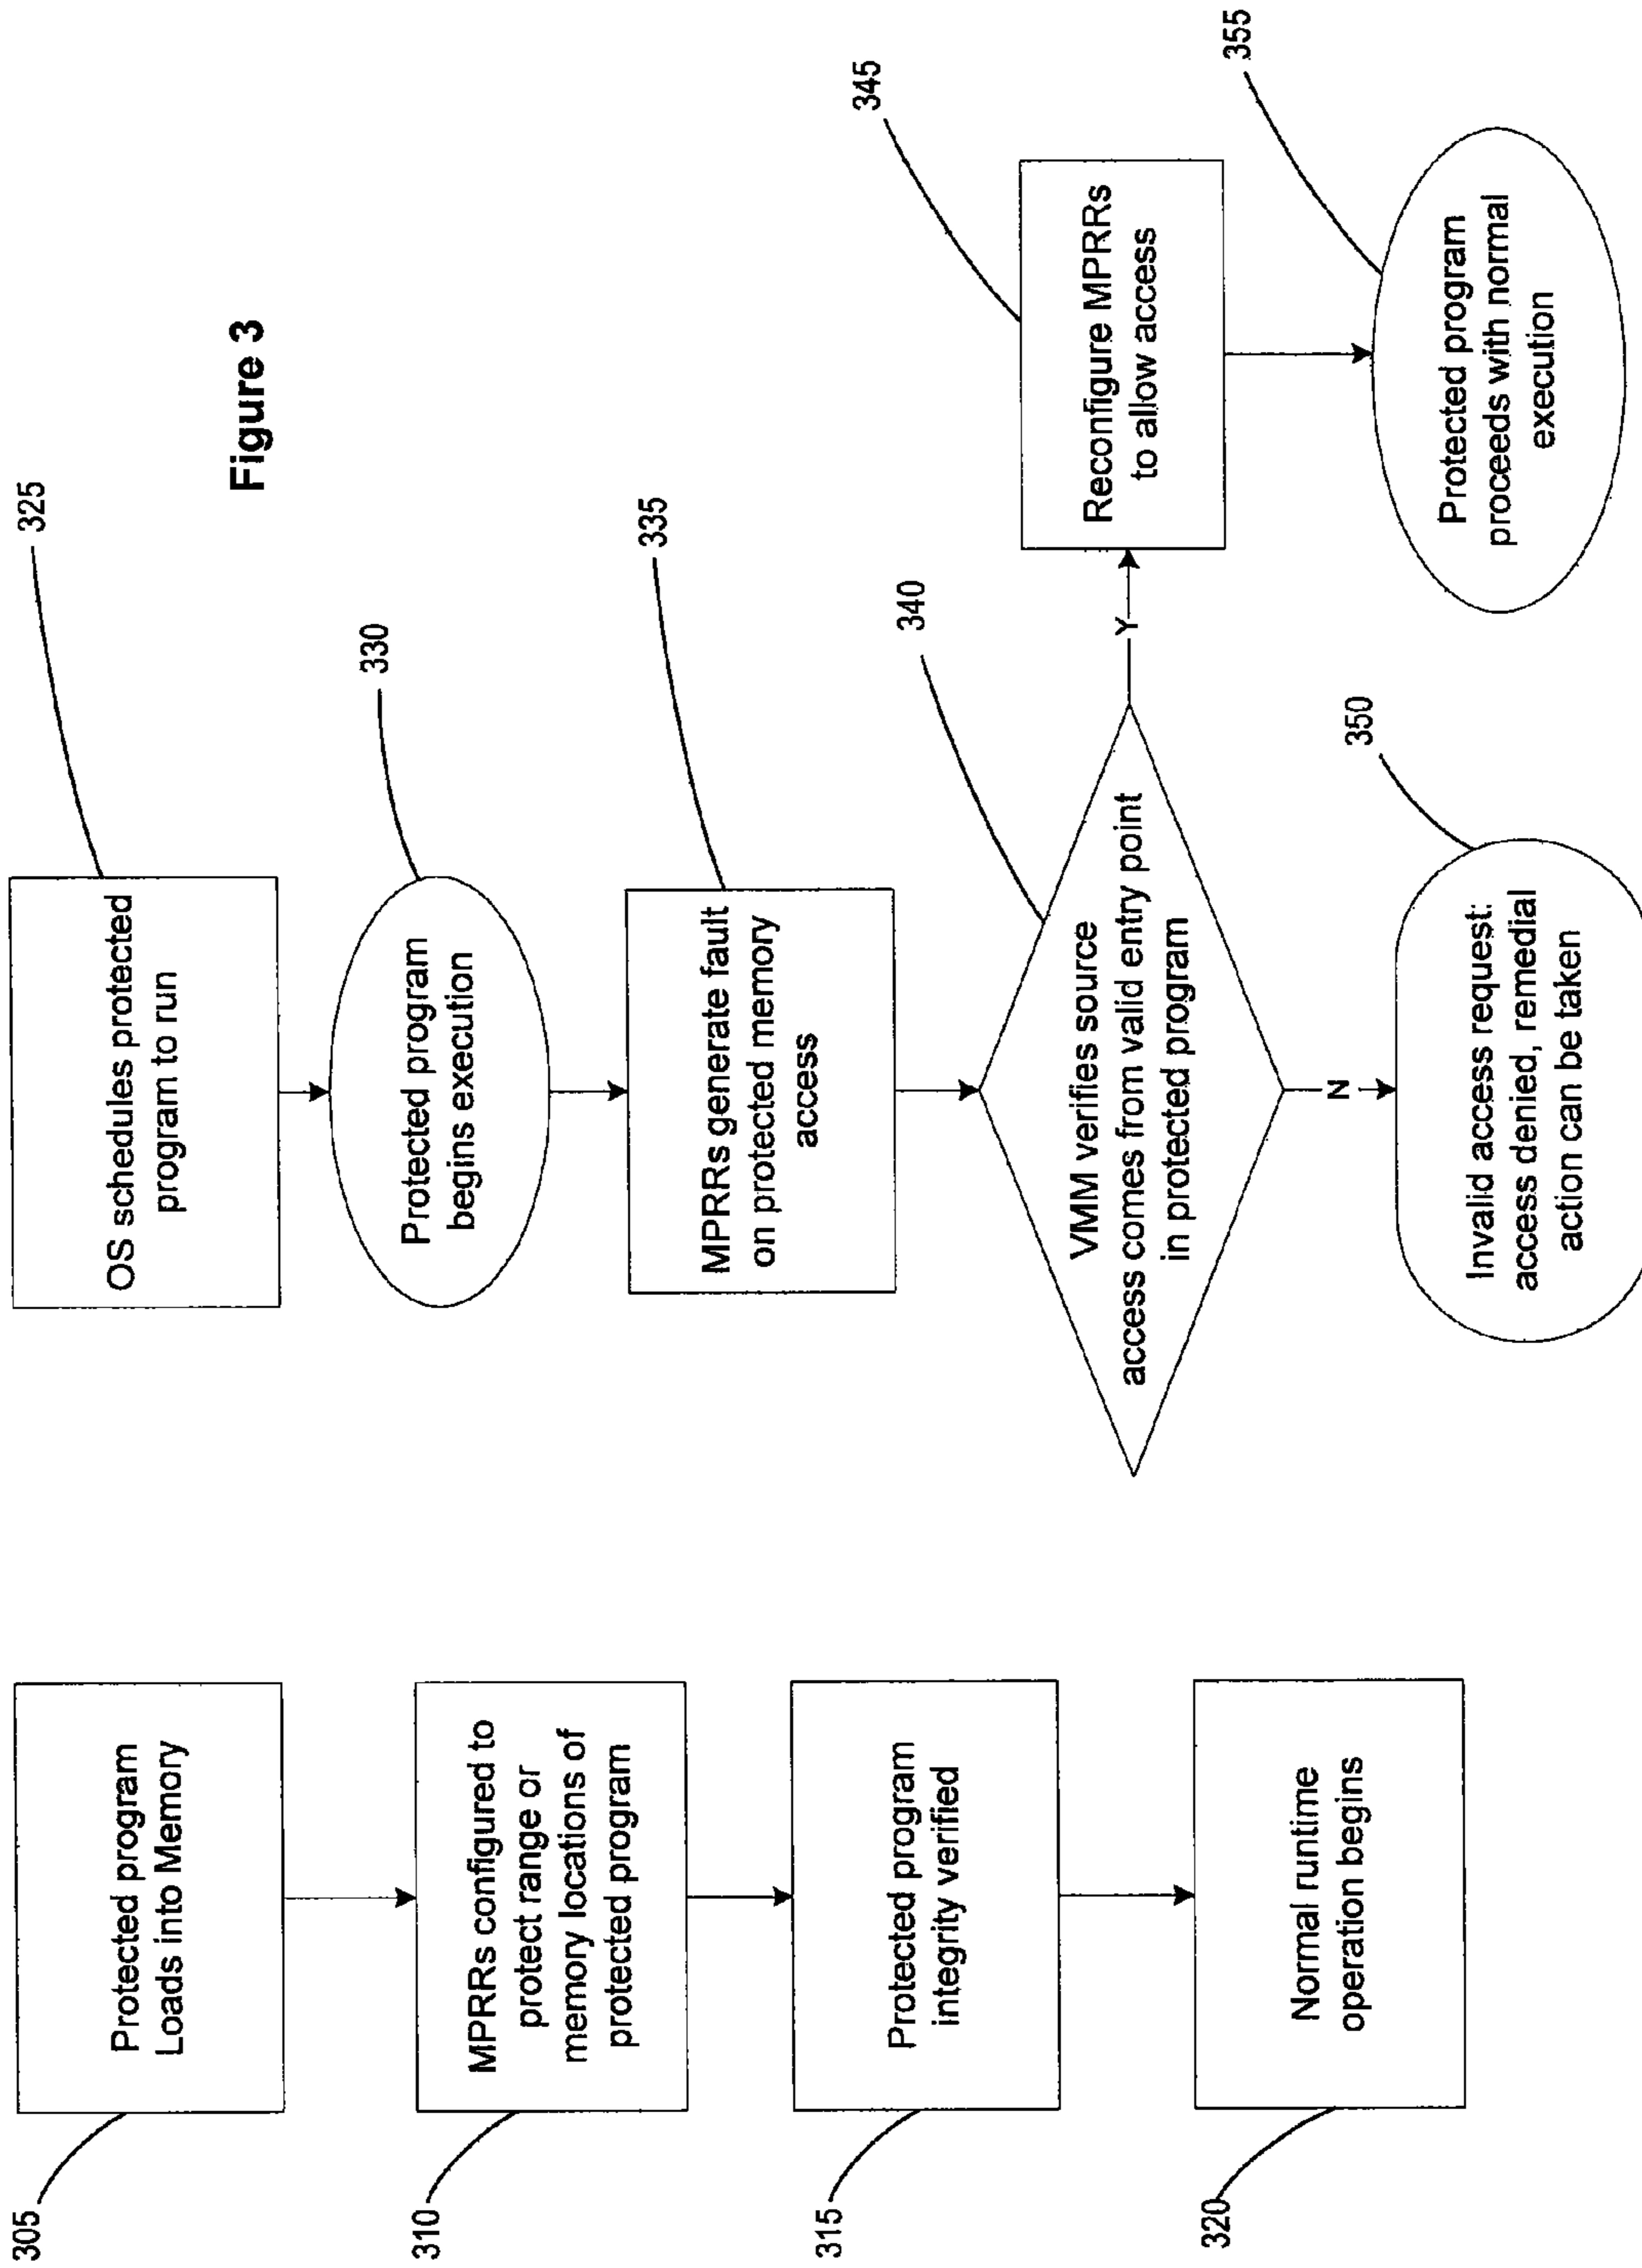 305
Protected program
Loads into Memory
310
MPRRs configured to
protect range or
memory locations of
protected program
315
Protected program
integrity verified
320
Normal runtime
operation begins
325
OS schedules protected
program to run
330
Protected program
begins execution
335
MPRRs generate fault
on protected memory
access
340
VMM verifies source
access comes from valid entry point
in protected program
Y
N
345
Reconfigure MPRRs
to allow access
350
Invalid access request:
access denied, remedial
action can be taken
355
Protected program
proceeds with normal
execution
Figure 3